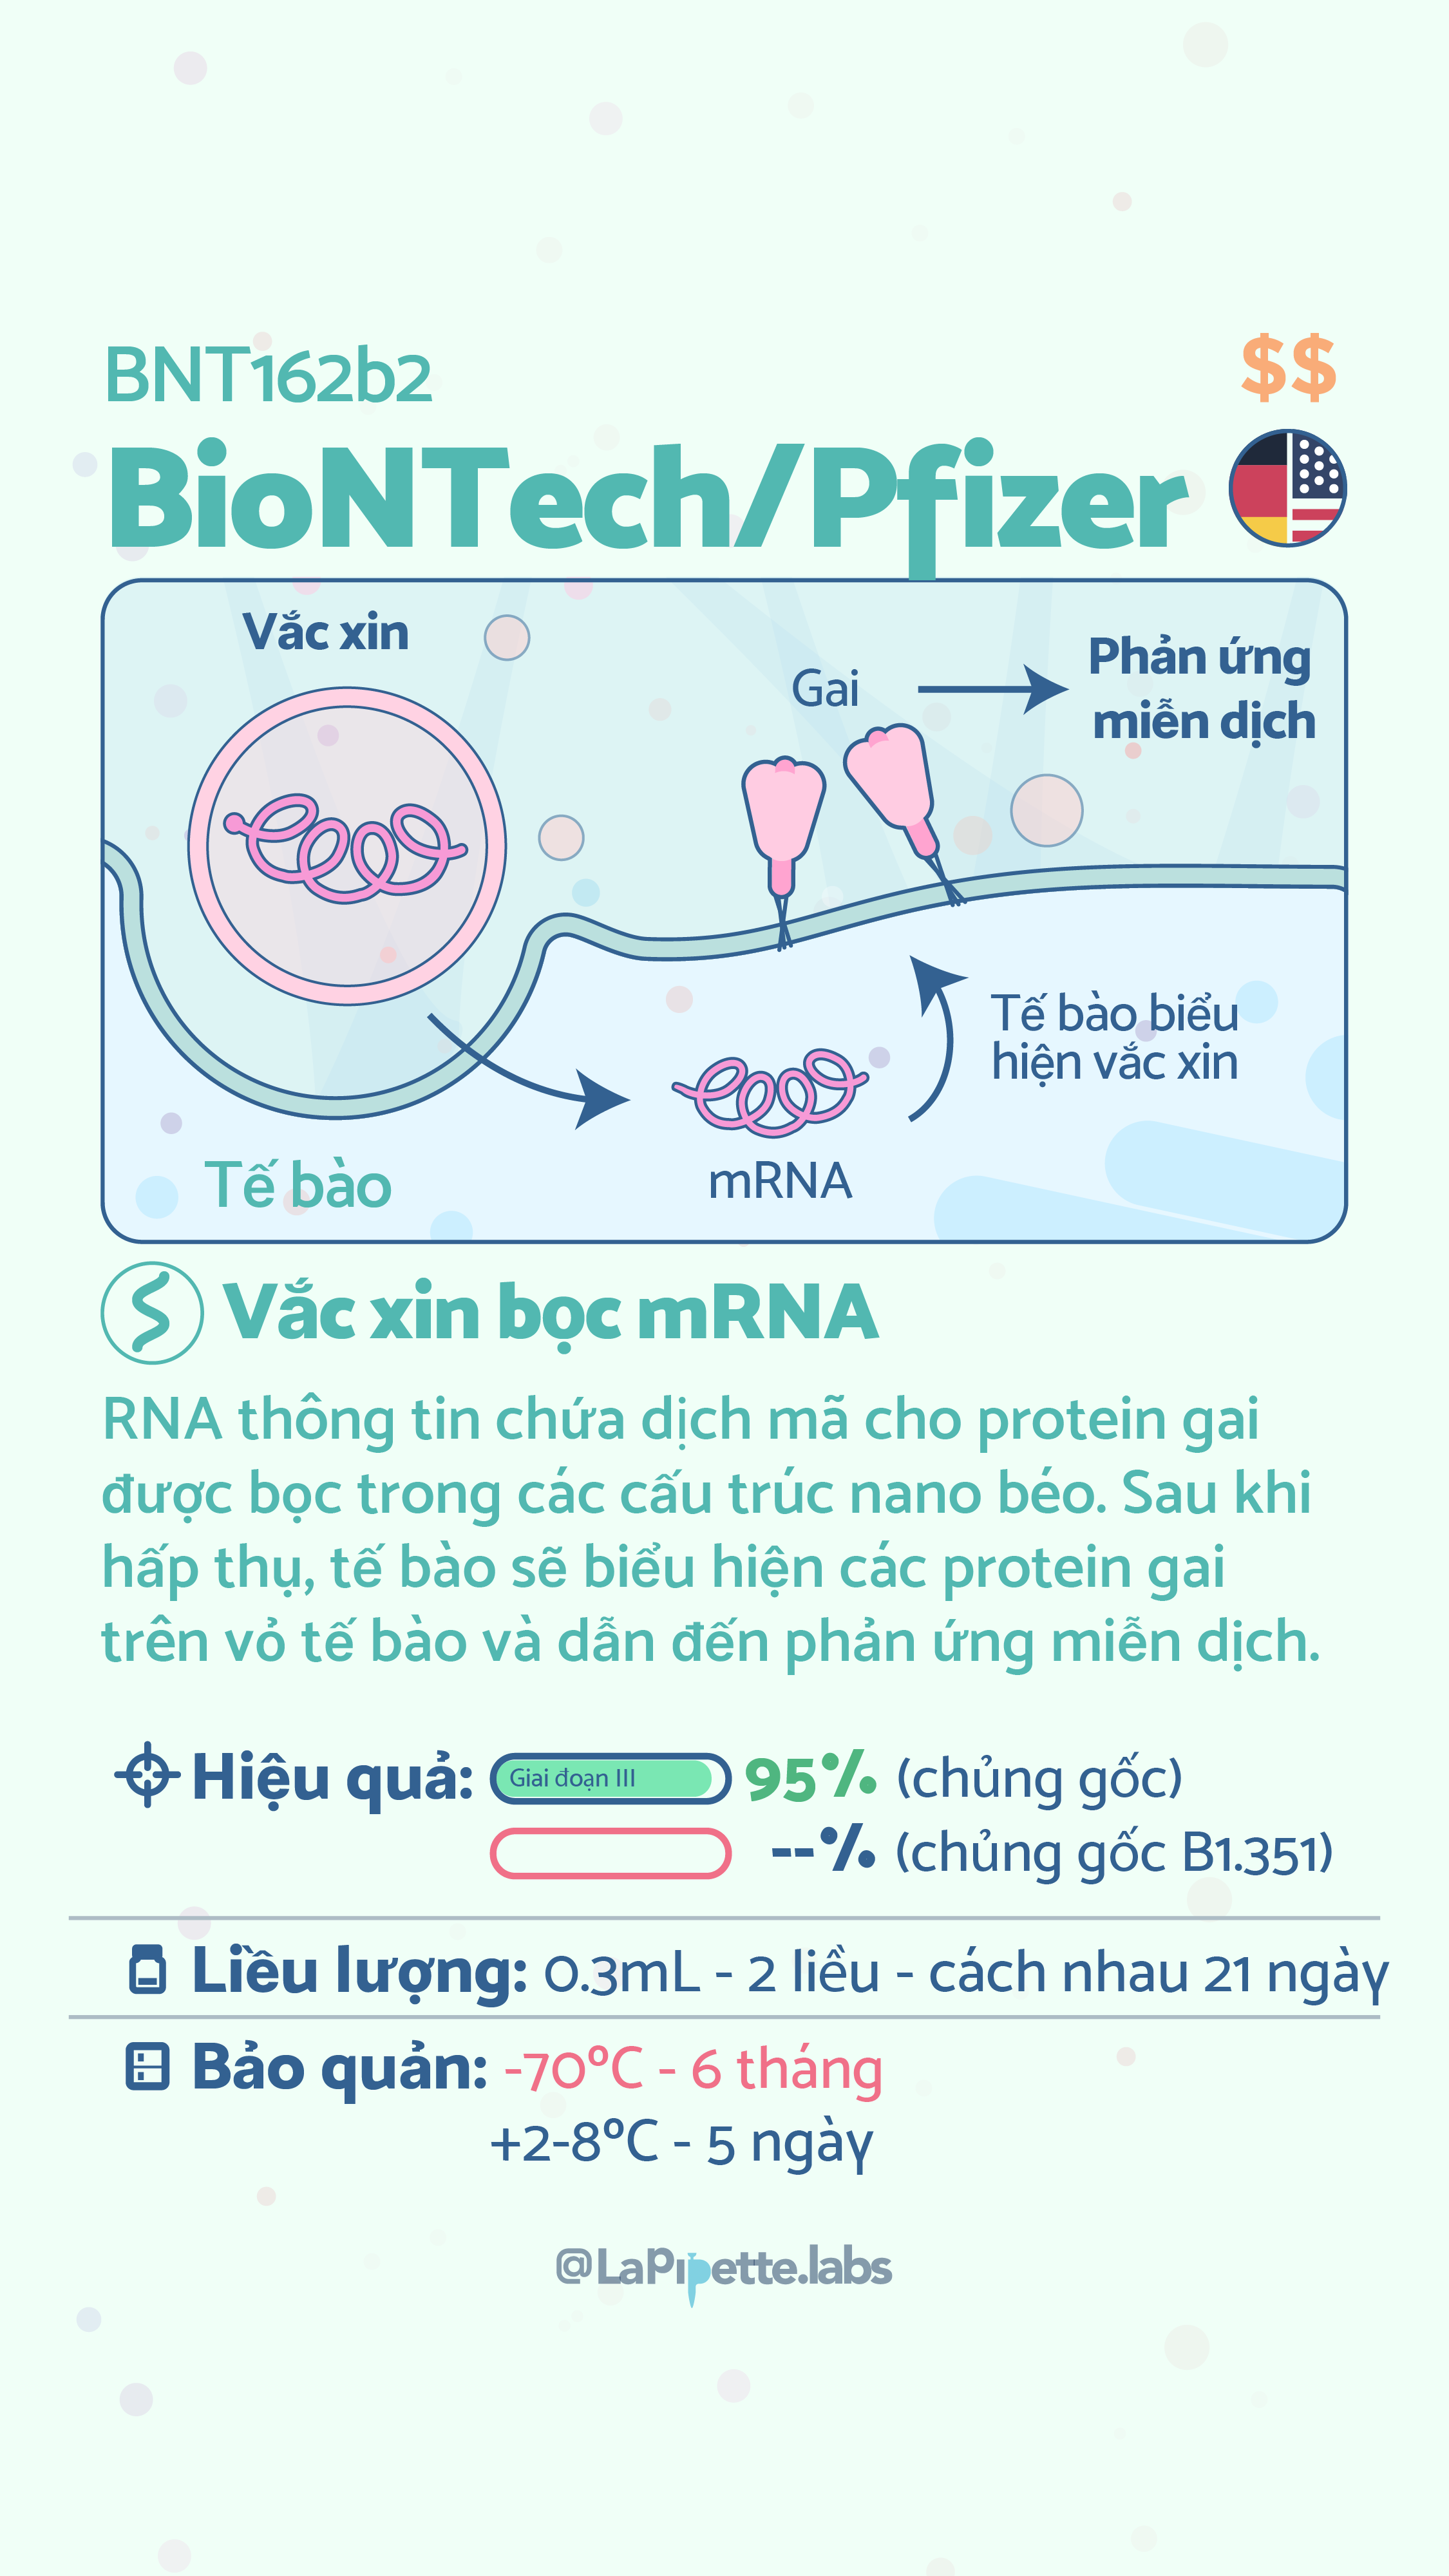 BNT162b2
$$
BioNTech/Pfizer
Vắc xin
Gai
Phản ứng
miễn dịch
Tế bào biểu
hiện vắc xin
Tế bào
mRNA
Vắc xin bọc mRNA
RNA thông tin chứa dịch mã cho protein gai
được bọc trong các cấu trúc nano béo. Sau khi
hấp thụ, tế bào sẽ biểu hiện các protein gai
trên vỏ tế bào và dẫn đến phản ứng miễn dịch.
Hiệu quả: Giai đoạn III 95% (chủng gốc)
--% (chủng gốc B1.351)
Liều lượng: 0.3mL - 2 liều - cách nhau 21 ngày
Bảo quản: -70°C - 6 tháng
+2-8°C - 5 ngày
@LaPipette.labs